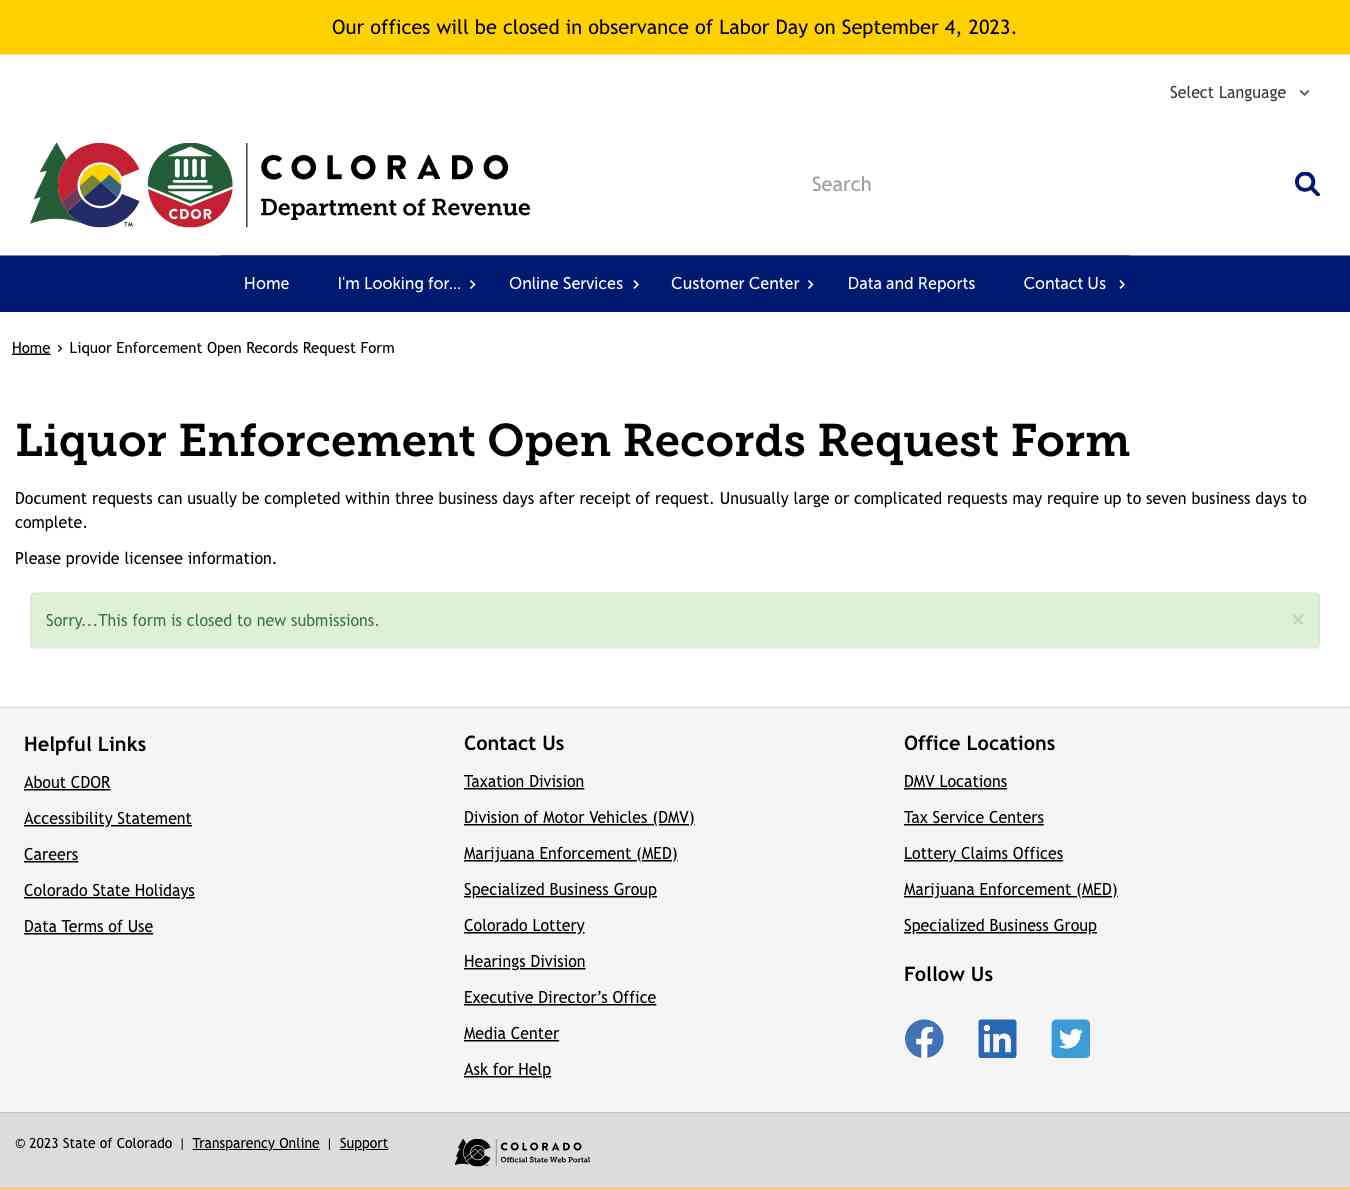 Our offices will be closed in observance of Labor Day on September 4, 2023.
Select Language
CDOR
TM
COLORADO
Department of Revenue
Search
Home I'm Looking for... Online Services Customer Center Data and Reports Contact Us
Home › Liquor Enforcement Open Records Request Form
Liquor Enforcement Open Records Request Form
Document requests can usually be completed within three business days after receipt of request. Unusually large or complicated requests may require up to seven business days to
complete.
Please provide licensee information.
Sorry...This form is closed to new submissions. ×
Helpful Links
About CDOR
Accessibility Statement
Careers
Colorado State Holidays
Data Terms of Use
Contact Us
Taxation Division
Division of Motor Vehicles (DMV)
Marijuana Enforcement (MED)
Specialized Business Group
Colorado Lottery
Hearings Division
Executive Director's Office
Media Center
Ask for Help
Office Locations
DMV Locations
Tax Service Centers
Lottery Claims Offices
Marijuana Enforcement (MED)
Specialized Business Group
Follow Us
© 2023 State of Colorado | Transparency Online | Support
COLORADO
Official State Web Portal